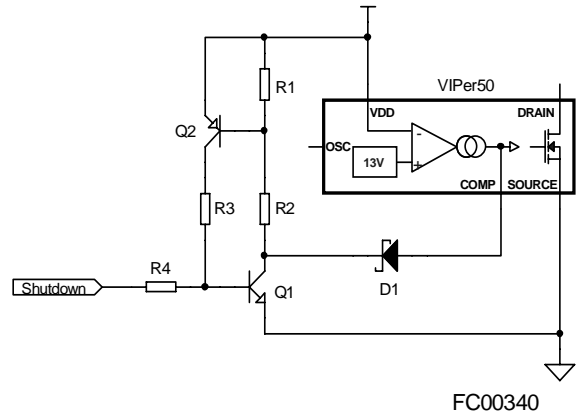 VIPer50
R1
VDD
DRAIN
Q2
-
OSC
13V
+
COMP
SOURCE
R3
R2
R4
D1
Shutdown
Q1
FC00340